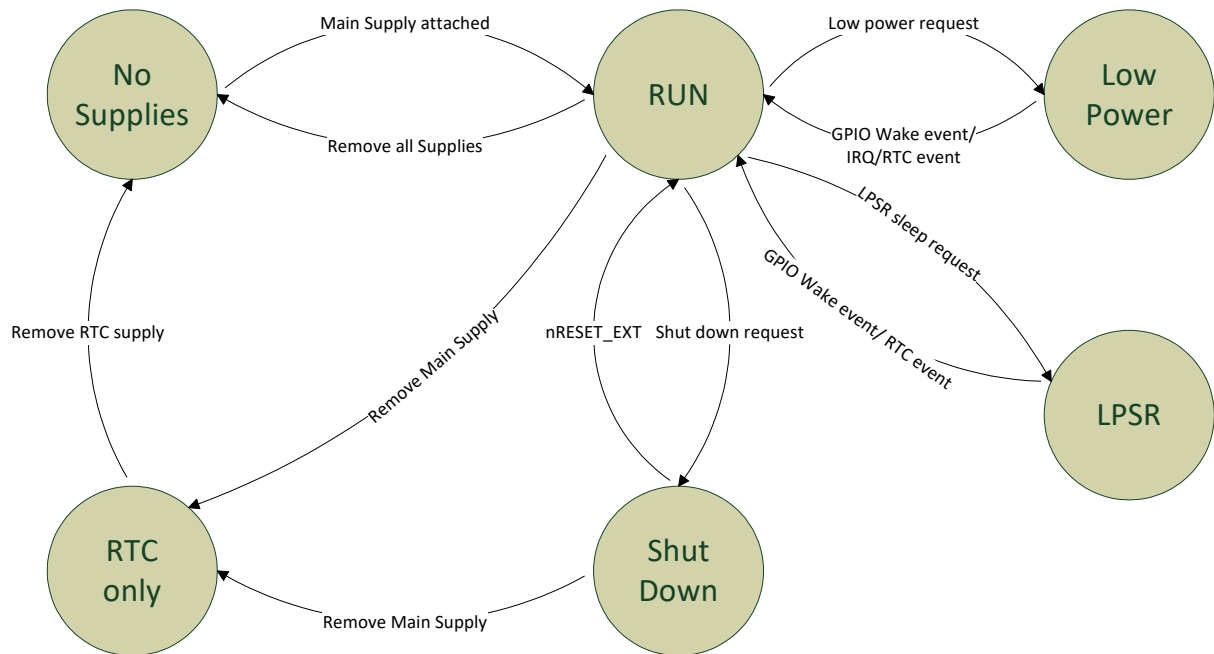 Main Supply attached
Low power request
No
Supplies
RUN
Low
Power
Remove all Supplies
GPIO Wake event/
IRQ/RTC event
LPSR sleep request
GPIO Wake event/ RTC event
Remove RTC supply
nRESET_EXT
Shut down request
Remove Main Supply
LPSR
RTC
only
Shut
Down
Remove Main Supply